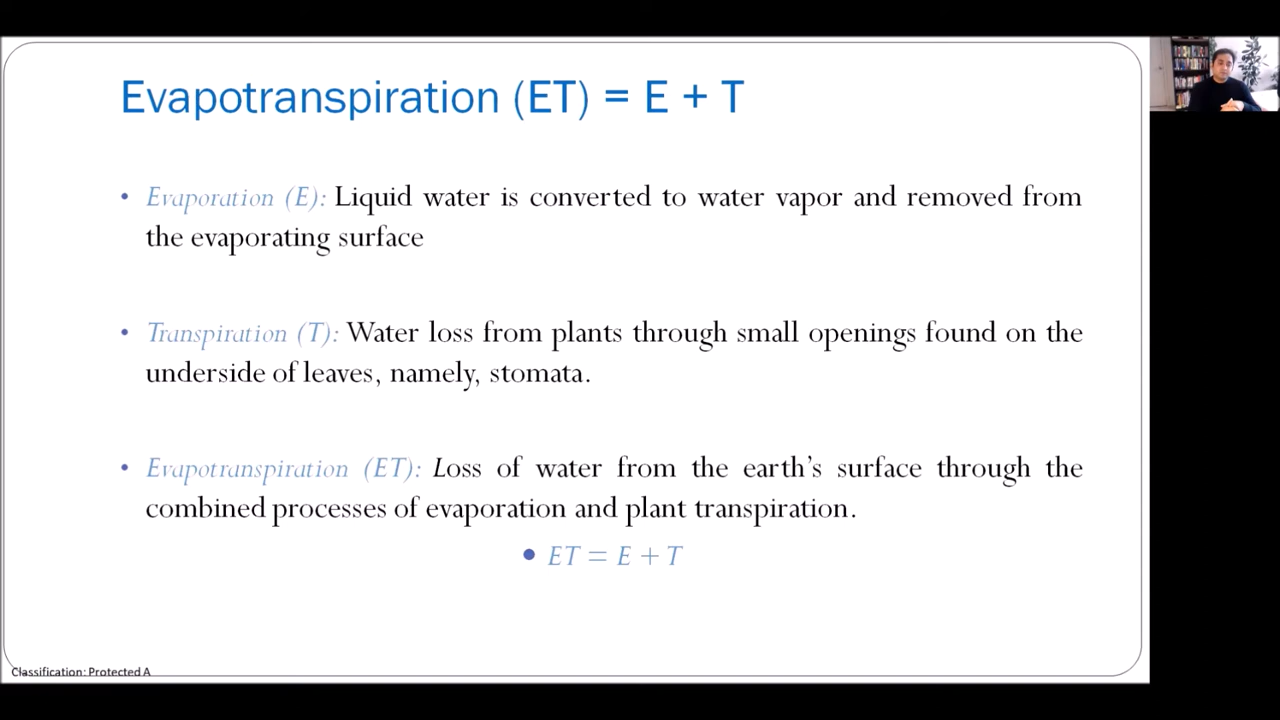 Evapotranspiration (ET) = E + T
• Evaporation (E): Liquid water is converted to water vapor and removed from
the evaporating surface
• Transpiration (T): Water loss from plants through small openings found on the
underside of leaves, namely, stomata.
• Evapotranspiration (ET): Loss of water from the earth’s surface through the
combined processes of evaporation and plant transpiration.
• ET = E + T
Classification: Protected A